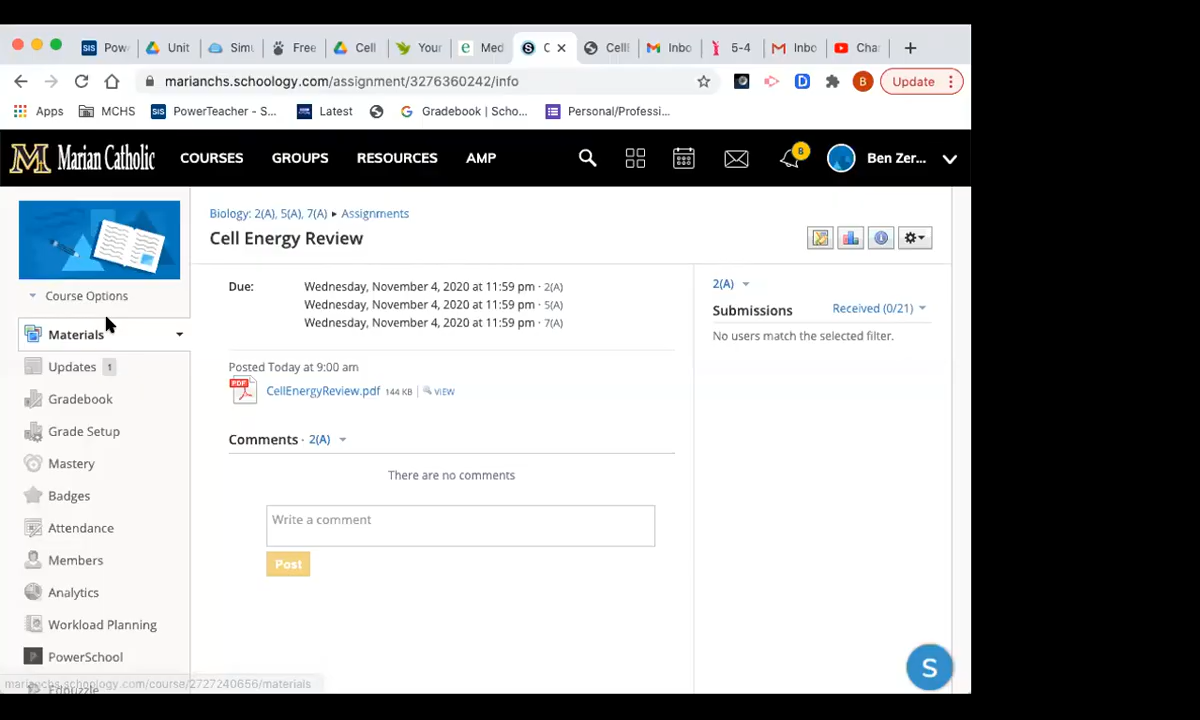 SIS Pow Unit Simu Free Cell Your Med C Cell Inbo 5-4 Inbo Cha
marianchs.schoology.com/assignment/3276360242/info B Update
Apps MCHS SIS PowerTeacher - S... Latest Gradebook | Scho... Personal/Professi...
M Marian Catholic COURSES GROUPS RESOURCES AMP 8 Ben Zer...
Biology: 2(A), 5(A), 7(A) ▸ Assignments
Cell Energy Review
Course Options
Materials
Updates 1
Gradebook
Grade Setup
Mastery
Badges
Attendance
Members
Analytics
Workload Planning
PowerSchool
Edpuzzle
marianchs.schoology.com/course/2727240656/materials
Due: Wednesday, November 4, 2020 at 11:59 pm · 2(A)
Wednesday, November 4, 2020 at 11:59 pm · 5(A)
Wednesday, November 4, 2020 at 11:59 pm · 7(A)
Posted Today at 9:00 am
PDF CellEnergyReview.pdf 144 KB VIEW
Comments · 2(A)
There are no comments
Write a comment
Post
2(A)
Submissions Received (0/21)
No users match the selected filter.
S